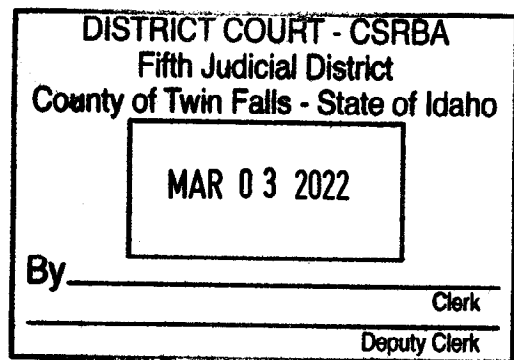 DISTRICT COURT - CSRBA
Fifth Judicial District
County of Twin Falls - State of Idaho
MAR 03 2022
By
Clerk
Deputy Clerk